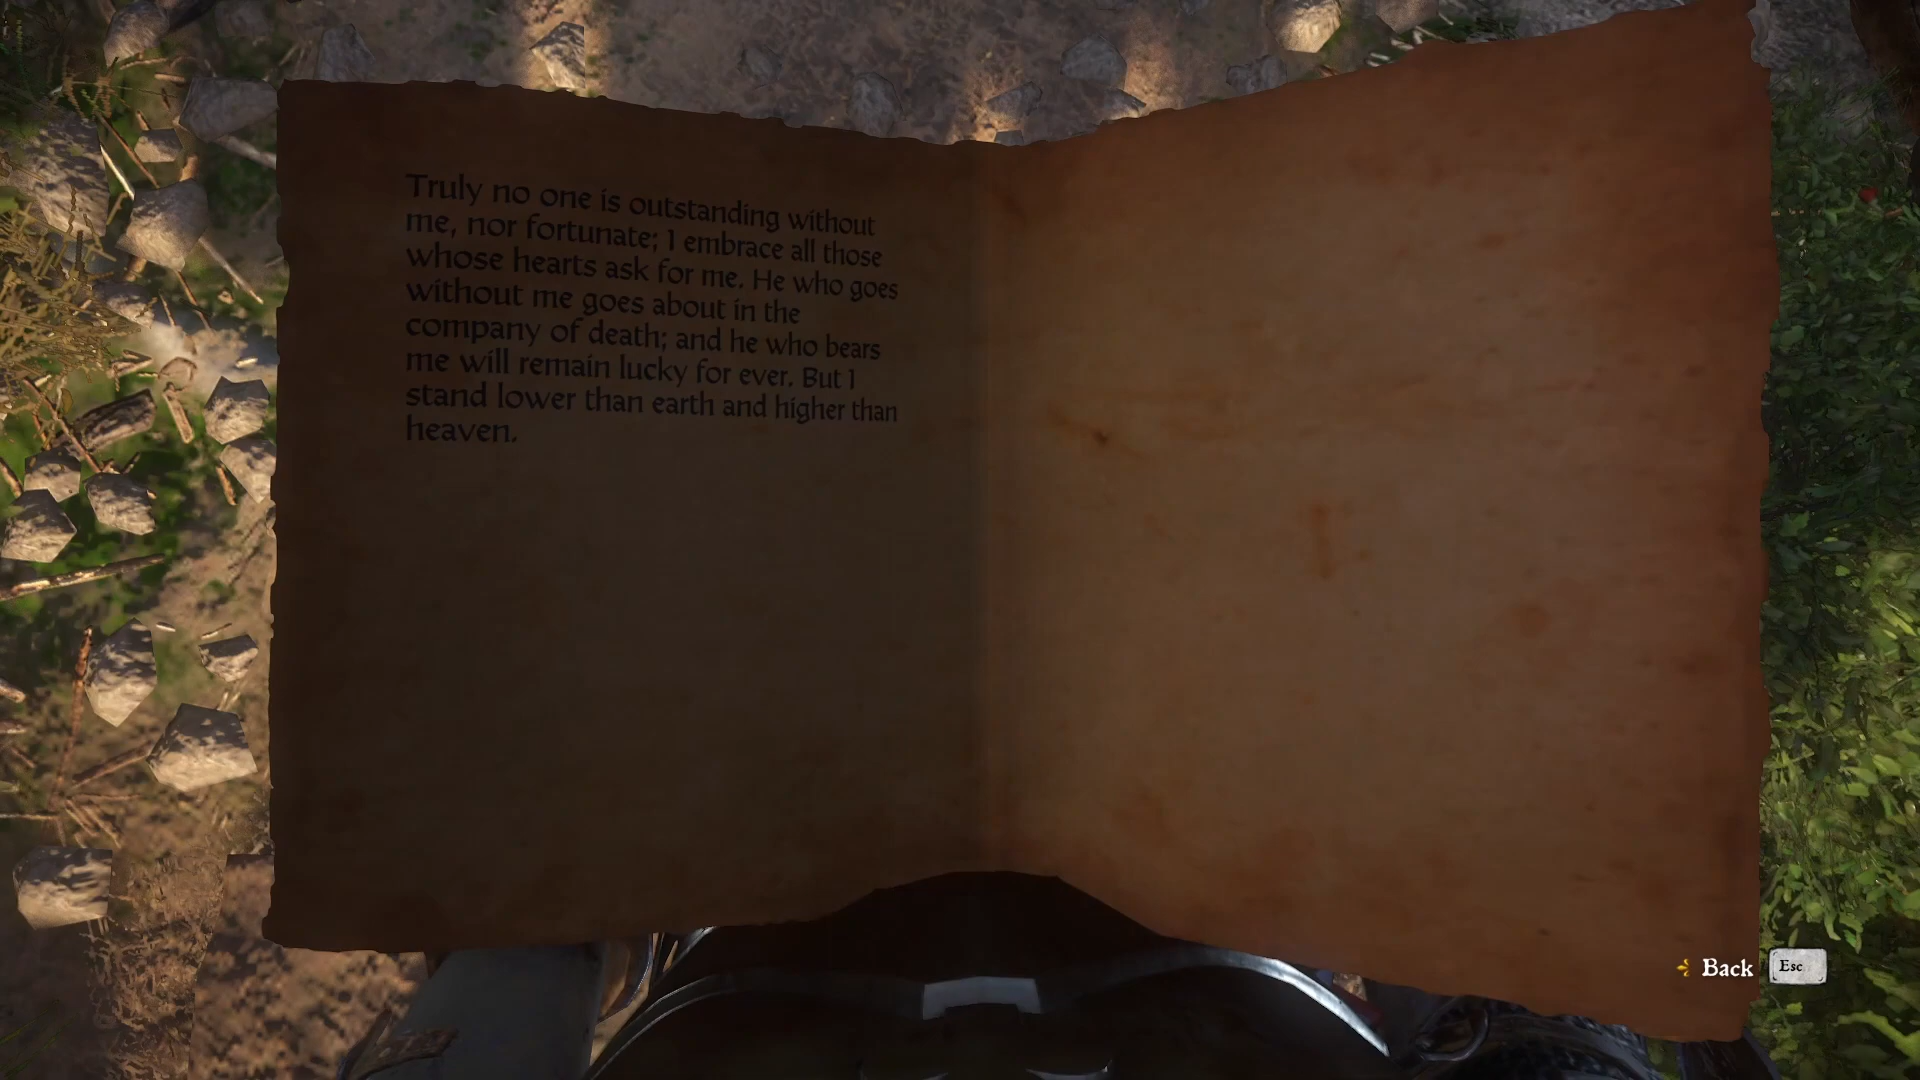 Truly no one is outstanding without
me, nor fortunate; I embrace all those
whose hearts ask for me. He who goes
without me goes about in the
company of death; and he who bears
me will remain lucky for ever. But I
stand lower than earth and higher than
heaven.
Back Esc